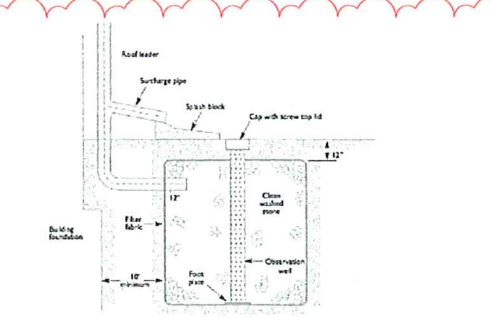 Roof leader
Surcharge pipe
Splash block
Cap with screw top lid
12"
12"
Clean
washed
stone
Filter
fabric
Building
foundation
Observation
well
Foot
plate
10'
minimum